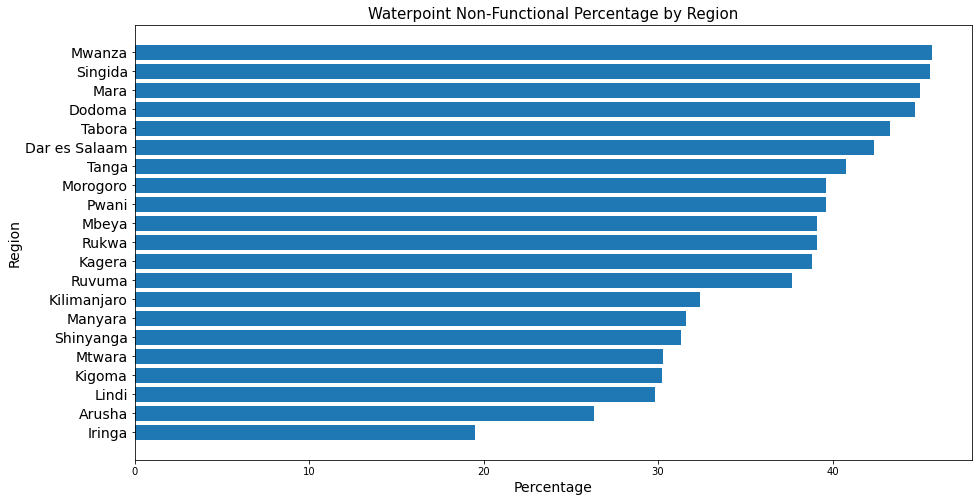 Waterpoint Non-Functional Percentage by Region
Region
Mwanza
Singida
Mara
Dodoma
Tabora
Dar es Salaam
Tanga
Morogoro
Pwani
Mbeya
Rukwa
Kagera
Ruvuma
Kilimanjaro
Manyara
Shinyanga
Mtwara
Kigoma
Lindi
Arusha
Iringa
0 10 20 30 40
Percentage